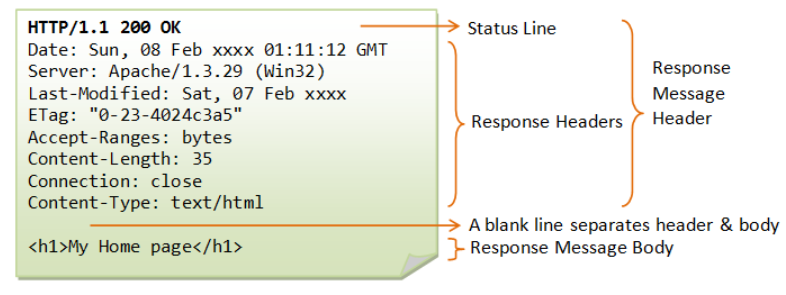 HTTP/1.1 200 OK
Status Line
Date: Sun, 08 Feb xxxx 01:11:12 GMT
Server: Apache/1.3.29 (Win32)
Last-Modified: Sat, 07 Feb xxxx
ETag: "0-23-4024c3a5"
Accept-Ranges: bytes
Content-Length: 35
Connection: close
Content-Type: text/html
Response Headers
Response
Message
Header
A blank line separates header & body
<h1>My Home page</h1>
Response Message Body